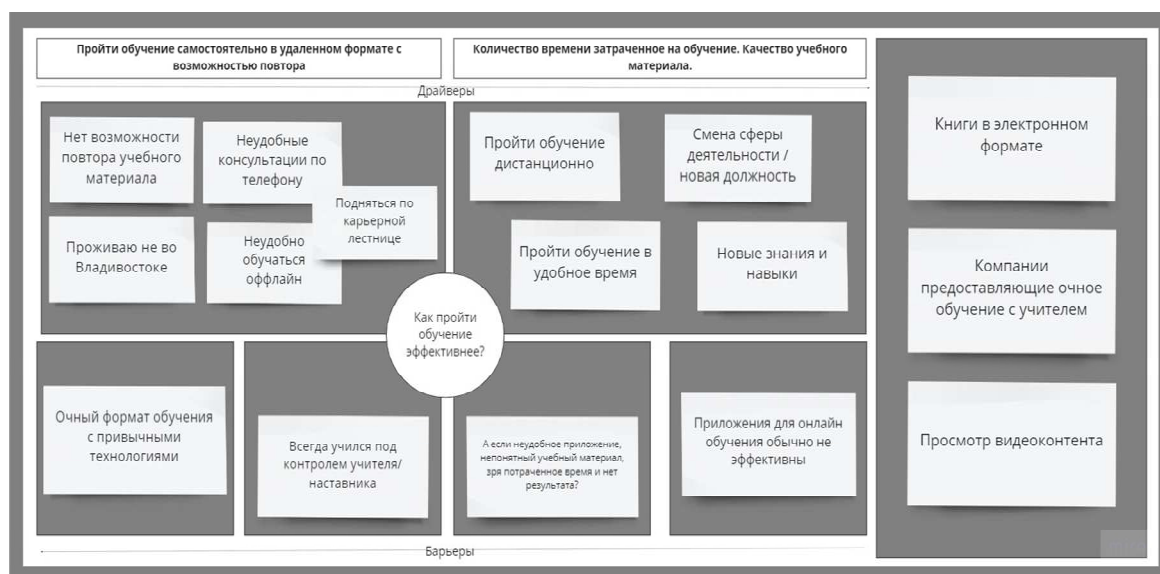 Пройти обучение самостоятельно в удаленном формате с
возможностью повтора
Количество времени затраченное на обучение. Качество учебного
материала.
Драйверы
Нет возможности
повтора учебного
материала
Неудобные
консультации по
телефону
Подняться по
карьерной
лестнице
Проживаю не во
Владивостоке
Неудобно
обучаться
оффлайн
Пройти обучение
дистанционно
Смена сферы
деятельности /
новая должность
Пройти обучение в
удобное время
Новые знания и
навыки
Как пройти
обучение
эффективнее?
Очный формат обучения
с привычными
технологиями
Всегда учился под
контролем учителя/
наставника
А если неудобное приложение,
непонятный учебный материал,
зря потраченное время и нет
результата?
Приложения для онлайн
обучения обычно не
эффективны
Барьеры
Книги в электронном
формате
Компании
предоставляющие очное
обучение с учителем
Просмотр видеоконтента